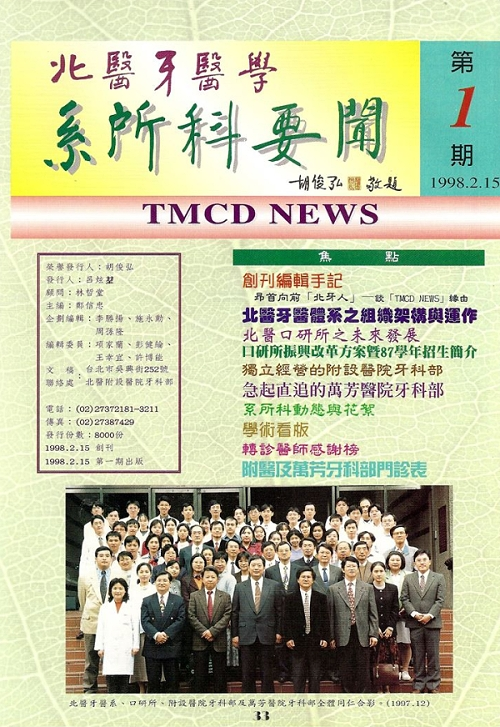 北醫牙醫學
系所科要聞
胡俊弘 敬題
第
1
期
1998.2.15
TMCD NEWS
榮譽發行人：胡俊弘
發行人：呂炫堃
顧問：林哲堂
主編：鄭信忠
企劃編輯：李勝揚、施永勳、
周孫隆
編輯委員：項家蘭、彭健綸、
王幸宜、許博能
文稿：台北市吳興街252號
聯絡處 北醫附設醫院牙科部
電話：(02)27372181-3211
傳真：(02)27387429
發行份數：8000份
1998.2.15 創刊
1998.2.15 第一期出版
焦點
創刊編輯手記
昂首向前「北牙人」—談「TMCD NEWS」緣由
北醫牙醫體系之組織架構與運作
北醫口研所之未來發展
口研所振興改革方案暨87學年招生簡介
獨立經營的附設醫院牙科部
急起直追的萬芳醫院牙科部
系所科動態與花絮
學術看版
轉診醫師感謝榜
附醫及萬芳牙科部門診表
北醫牙醫系、口研所、附設醫院牙科部及萬芳醫院牙科部全體同仁合影。(1997.12)
33